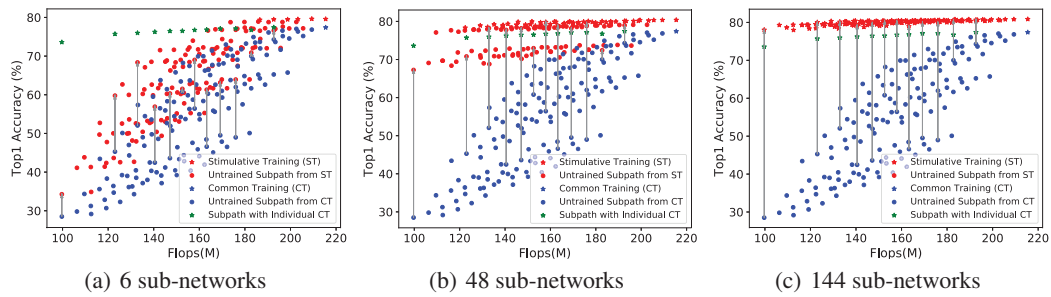 80
70
60
50
40
30
Top1 Accuracy (%)
Stimulative Training (ST)
Untrained Subpath from ST
Common Training (CT)
Untrained Subpath from CT
Subpath with Individual CT
100 120 140 160 180 200 220
Flops(M)
(a) 6 sub-networks
80
70
60
50
40
30
Top1 Accuracy (%)
Stimulative Training (ST)
Untrained Subpath from ST
Common Training (CT)
Untrained Subpath from CT
Subpath with Individual CT
100 120 140 160 180 200 220
Flops(M)
(b) 48 sub-networks
80
70
60
50
40
30
Top1 Accuracy (%)
Stimulative Training (ST)
Untrained Subpath from ST
Common Training (CT)
Untrained Subpath from CT
Subpath with Individual CT
100 120 140 160 180 200 220
Flops(M)
(c) 144 sub-networks